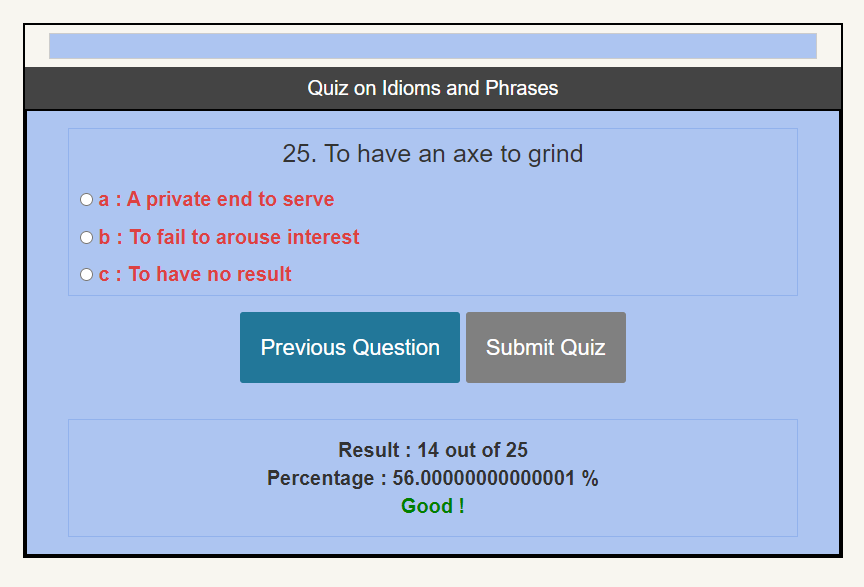 Quiz on Idioms and Phrases
25. To have an axe to grind
a : A private end to serve
b : To fail to arouse interest
c : To have no result
Previous Question Submit Quiz
Result : 14 out of 25
Percentage : 56.00000000000001 %
Good !